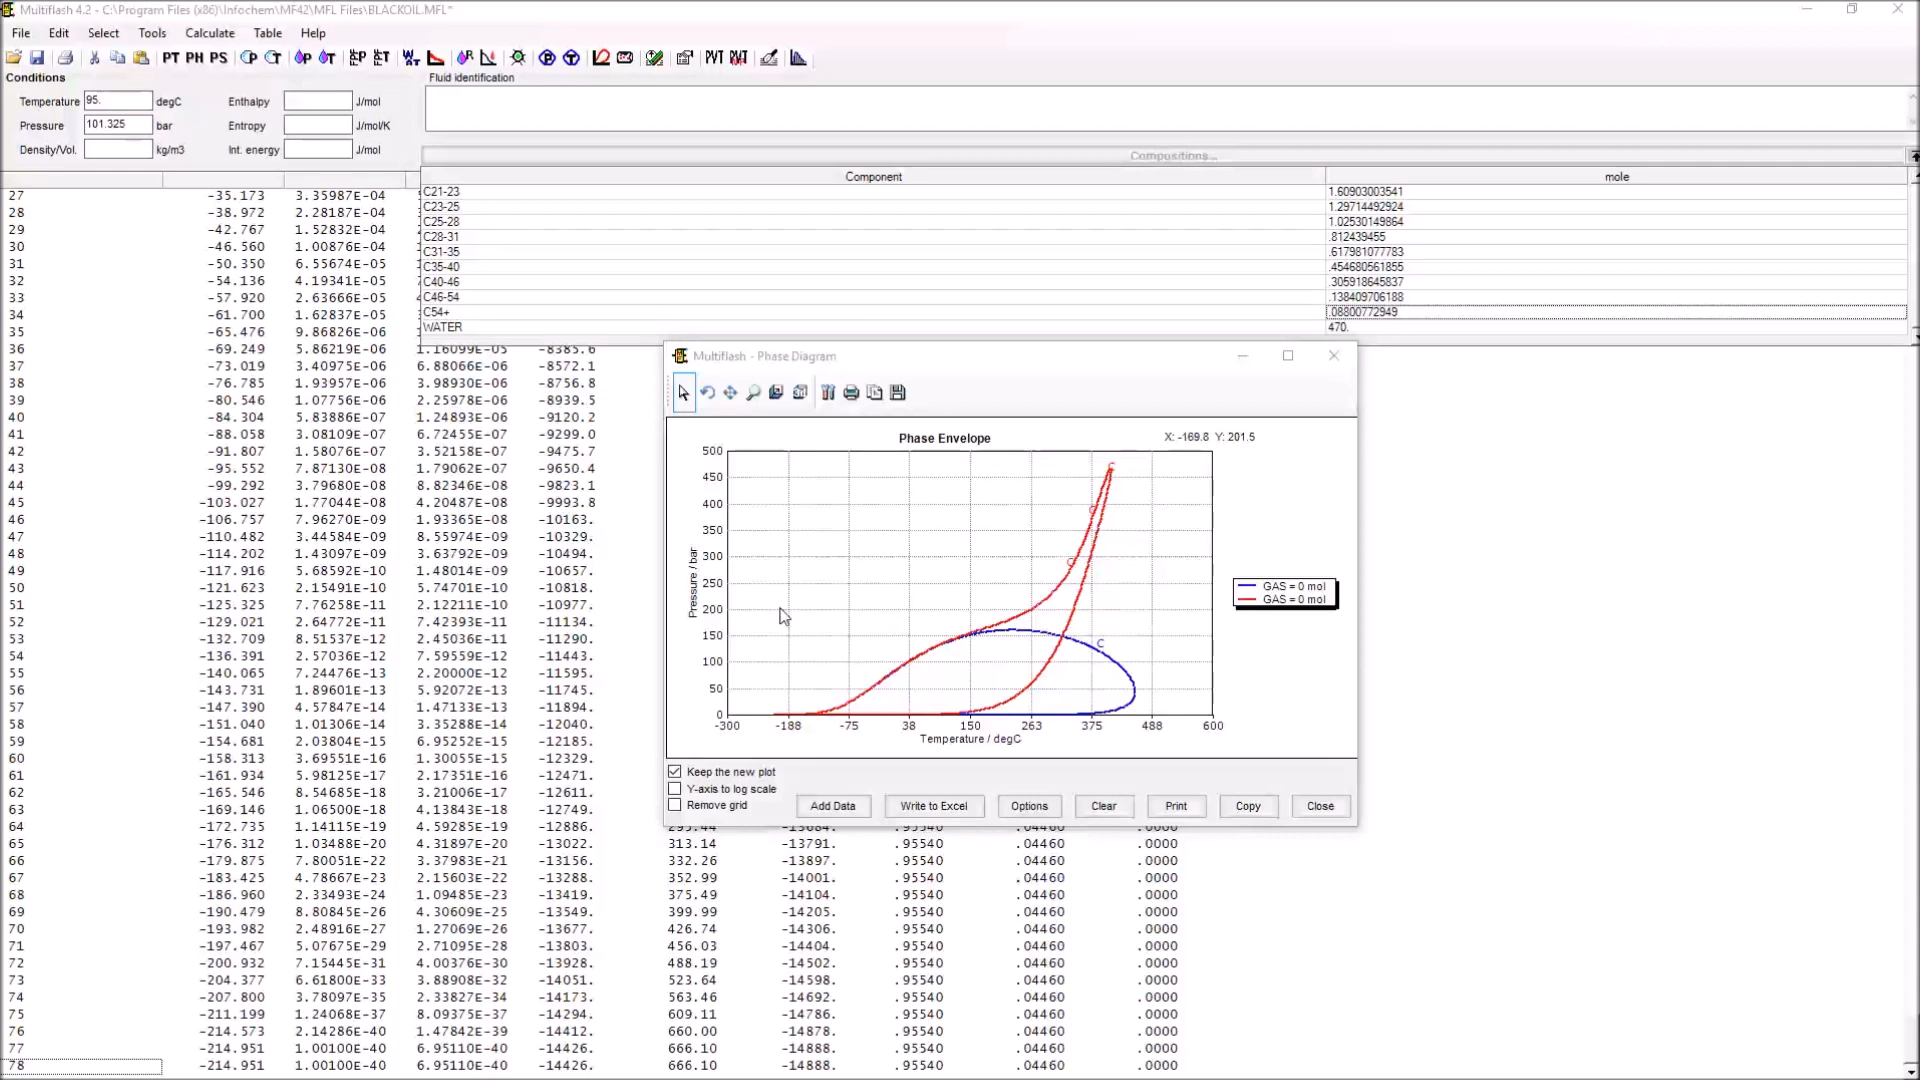 Multiflash 4.2 - C:\Program Files (x86)\Infochem\MF42\MFL Files\BLACKOIL.MFL*
File Edit Select Tools Calculate Table Help
PT PH PS
PVT
Conditions
Fluid identification
Temperature 95. degC Enthalpy J/mol
Pressure 101.325 bar Entropy J/mol/K
Density/Vol. kg/m3 Int. energy J/mol
Compositions...
Component mole
C21-23 1.60903003541
C23-25 1.29714492924
C25-28 1.02530149864
C28-31 .812439455
C31-35 .617981077783
C35-40 .454680561855
C40-46 .305918645837
C46-54 .138409706188
C54+ .08800772949
WATER 470.
27 -35.173 3.35987E-04
28 -38.972 2.28187E-04
29 -42.767 1.52832E-04
30 -46.560 1.00876E-04
31 -50.350 6.55674E-05
32 -54.136 4.19341E-05
33 -57.920 2.63666E-05
34 -61.700 1.62837E-05
35 -65.476 9.86826E-06
36 -69.249 5.86219E-06 1.16099E-05 -8385.6
37 -73.019 3.40975E-06 6.88066E-06 -8572.1
38 -76.785 1.93957E-06 3.98930E-06 -8756.8
39 -80.546 1.07756E-06 2.25978E-06 -8939.5
40 -84.304 5.83886E-07 1.24893E-06 -9120.2
41 -88.058 3.08109E-07 6.72455E-07 -9299.0
42 -91.807 1.58076E-07 3.52158E-07 -9475.7
43 -95.552 7.87130E-08 1.79062E-07 -9650.4
44 -99.292 3.79680E-08 8.82346E-08 -9823.1
45 -103.027 1.77044E-08 4.20487E-08 -9993.8
46 -106.757 7.96270E-09 1.93365E-08 -10163.
47 -110.482 3.44584E-09 8.55974E-09 -10329.
48 -114.202 1.43097E-09 3.63792E-09 -10494.
49 -117.916 5.68592E-10 1.48014E-09 -10657.
50 -121.623 2.15491E-10 5.74701E-10 -10818.
51 -125.325 7.76258E-11 2.12211E-10 -10977.
52 -129.021 2.64772E-11 7.42393E-11 -11134.
53 -132.709 8.51537E-12 2.45036E-11 -11290.
54 -136.391 2.57036E-12 7.59559E-12 -11443.
55 -140.065 7.24476E-13 2.20000E-12 -11595.
56 -143.731 1.89601E-13 5.92072E-13 -11745.
57 -147.390 4.57847E-14 1.47133E-13 -11894.
58 -151.040 1.01306E-14 3.35288E-14 -12040.
59 -154.681 2.03804E-15 6.95252E-15 -12185.
60 -158.313 3.69551E-16 1.30055E-15 -12329.
61 -161.934 5.98125E-17 2.17351E-16 -12471.
62 -165.546 8.54685E-18 3.21006E-17 -12611.
63 -169.146 1.06500E-18 4.13843E-18 -12749.
64 -172.735 1.14115E-19 4.59285E-19 -12886. 295.44 -13684. .95540 .04460 .0000
65 -176.312 1.03488E-20 4.31897E-20 -13022. 313.14 -13791. .95540 .04460 .0000
66 -179.875 7.80051E-22 3.37983E-21 -13156. 332.26 -13897. .95540 .04460 .0000
67 -183.425 4.78667E-23 2.15603E-22 -13288. 352.99 -14001. .95540 .04460 .0000
68 -186.960 2.33493E-24 1.09485E-23 -13419. 375.49 -14104. .95540 .04460 .0000
69 -190.479 8.80845E-26 4.30609E-25 -13549. 399.99 -14205. .95540 .04460 .0000
70 -193.982 2.48916E-27 1.27069E-26 -13677. 426.74 -14306. .95540 .04460 .0000
71 -197.467 5.07675E-29 2.71095E-28 -13803. 456.03 -14404. .95540 .04460 .0000
72 -200.932 7.15445E-31 4.00376E-30 -13928. 488.19 -14502. .95540 .04460 .0000
73 -204.377 6.61800E-33 3.88908E-32 -14051. 523.64 -14598. .95540 .04460 .0000
74 -207.800 3.78097E-35 2.33827E-34 -14173. 563.46 -14692. .95540 .04460 .0000
75 -211.199 1.24068E-37 8.09375E-37 -14294. 609.11 -14786. .95540 .04460 .0000
76 -214.573 2.14286E-40 1.47842E-39 -14412. 660.00 -14878. .95540 .04460 .0000
77 -214.951 1.00100E-40 6.95110E-40 -14426. 666.10 -14888. .95540 .04460 .0000
78 -214.951 1.00100E-40 6.95110E-40 -14426. 666.10 -14888. .95540 .04460 .0000
Multiflash - Phase Diagram
Phase Envelope
X: -169.8 Y: 201.5
500
450
400
350
300
250
200
150
100
50
0
Pressure / bar
C
C
C
C
-300 -188 -75 38 150 263 375 488 600
Temperature / degC
GAS = 0 mol
GAS = 0 mol
Keep the new plot
Y-axis to log scale
Remove grid
Add Data Write to Excel Options Clear Print Copy Close